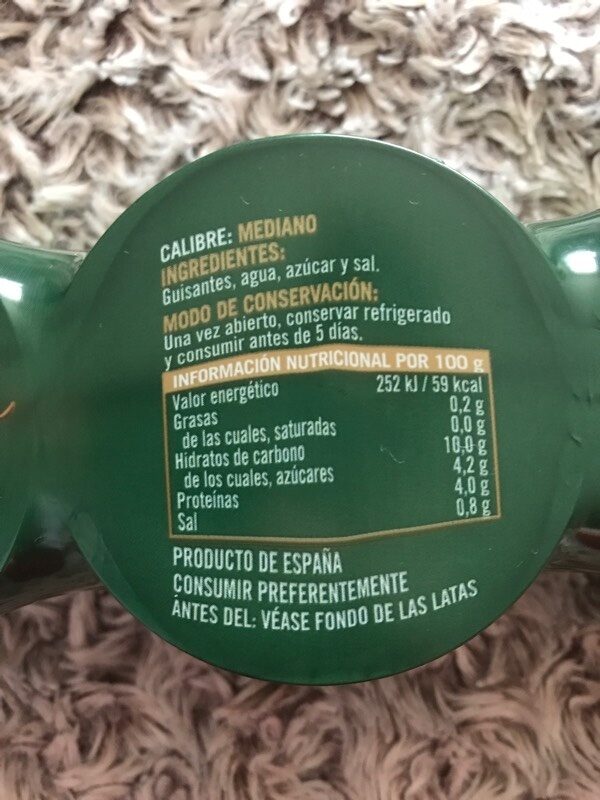 CALIBRE: MEDIANO
INGREDIENTES:
Guisantes, agua, azúcar y sal.
MODO DE CONSERVACIÓN:
Una vez abierto, conservar refrigerado
y consumir antes de 5 días.
INFORMACIÓN NUTRICIONAL POR 100 g
Valor energético 252 kJ / 59 kcal
Grasas 0,2 g
de las cuales, saturadas 0,0 g
Hidratos de carbono 10,0 g
de los cuales, azúcares 4,2 g
Proteínas 4,0 g
Sal 0,8 g
PRODUCTO DE ESPAÑA
CONSUMIR PREFERENTEMENTE
ANTES DEL: VÉASE FONDO DE LAS LATAS